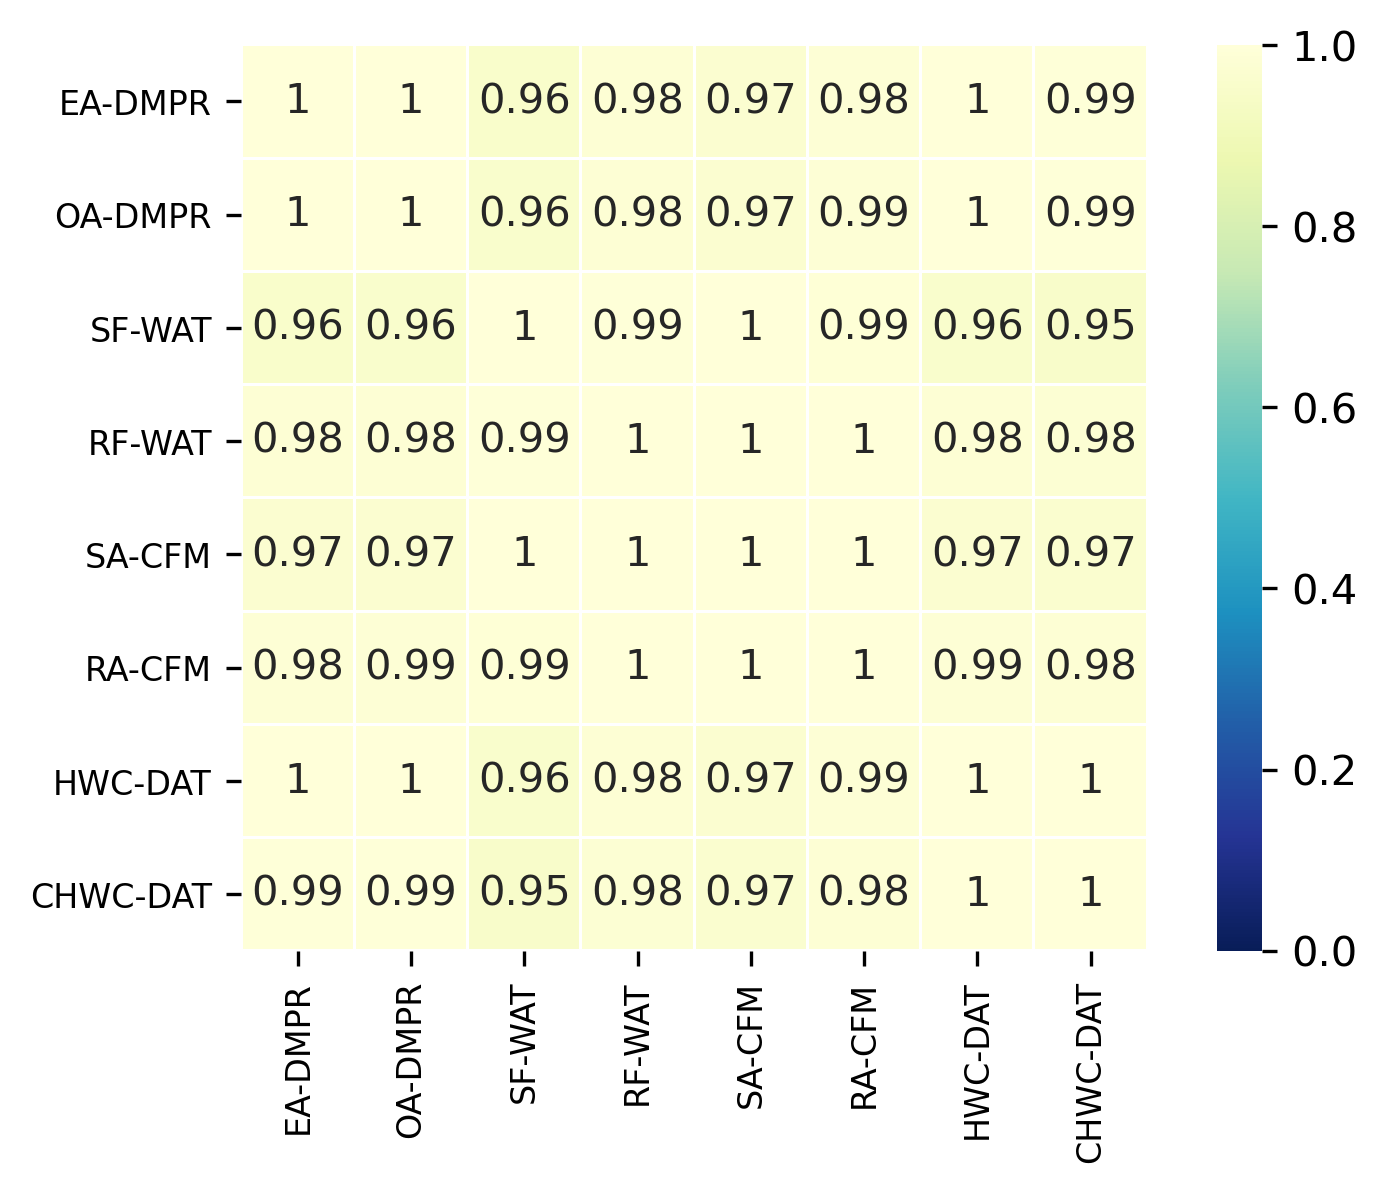 EA-DMPR 1 1 0.96 0.98 0.97 0.98 1 0.99
OA-DMPR 1 1 0.96 0.98 0.97 0.99 1 0.99
SF-WAT 0.96 0.96 1 0.99 1 0.99 0.96 0.95
RF-WAT 0.98 0.98 0.99 1 1 1 0.98 0.98
SA-CFM 0.97 0.97 1 1 1 1 0.97 0.97
RA-CFM 0.98 0.99 0.99 1 1 1 0.99 0.98
HWC-DAT 1 1 0.96 0.98 0.97 0.99 1 1
CHWC-DAT 0.99 0.99 0.95 0.98 0.97 0.98 1 1
EA-DMPR
OA-DMPR
SF-WAT
RF-WAT
SA-CFM
RA-CFM
HWC-DAT
CHWC-DAT
1.0
0.8
0.6
0.4
0.2
0.0